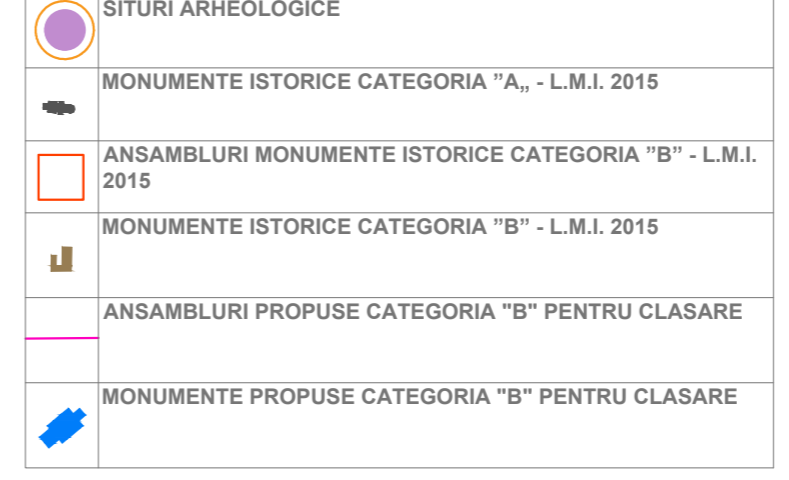 SITURI ARHEOLOGICE
MONUMENTE ISTORICE CATEGORIA ”A„ - L.M.I. 2015
ANSAMBLURI MONUMENTE ISTORICE CATEGORIA ”B” - L.M.I.
2015
MONUMENTE ISTORICE CATEGORIA ”B” - L.M.I. 2015
ANSAMBLURI PROPUSE CATEGORIA "B" PENTRU CLASARE
MONUMENTE PROPUSE CATEGORIA "B" PENTRU CLASARE